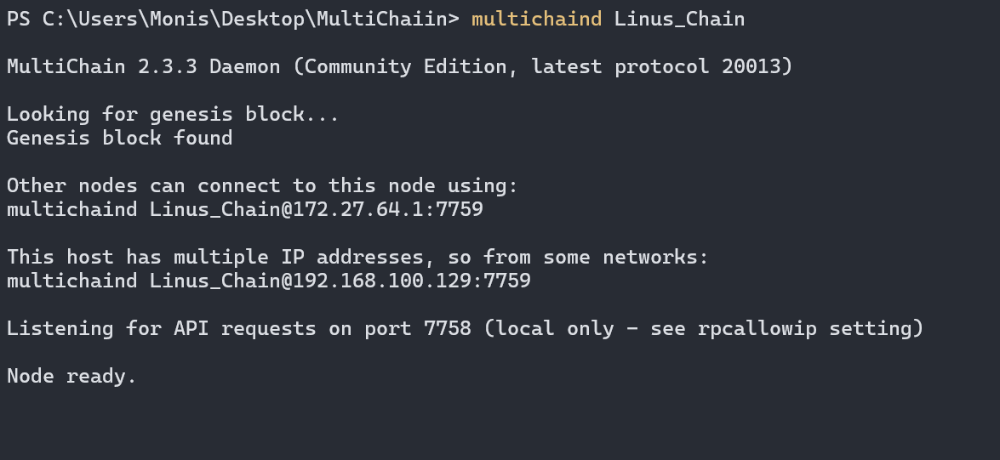 PS C:\Users\Monis\Desktop\MultiChaiin> multichaind Linus_Chain
MultiChain 2.3.3 Daemon (Community Edition, latest protocol 20013)
Looking for genesis block...
Genesis block found
Other nodes can connect to this node using:
multichaind Linus_Chain@172.27.64.1:7759
This host has multiple IP addresses, so from some networks:
multichaind Linus_Chain@192.168.100.129:7759
Listening for API requests on port 7758 (local only - see rpcallowip setting)
Node ready.